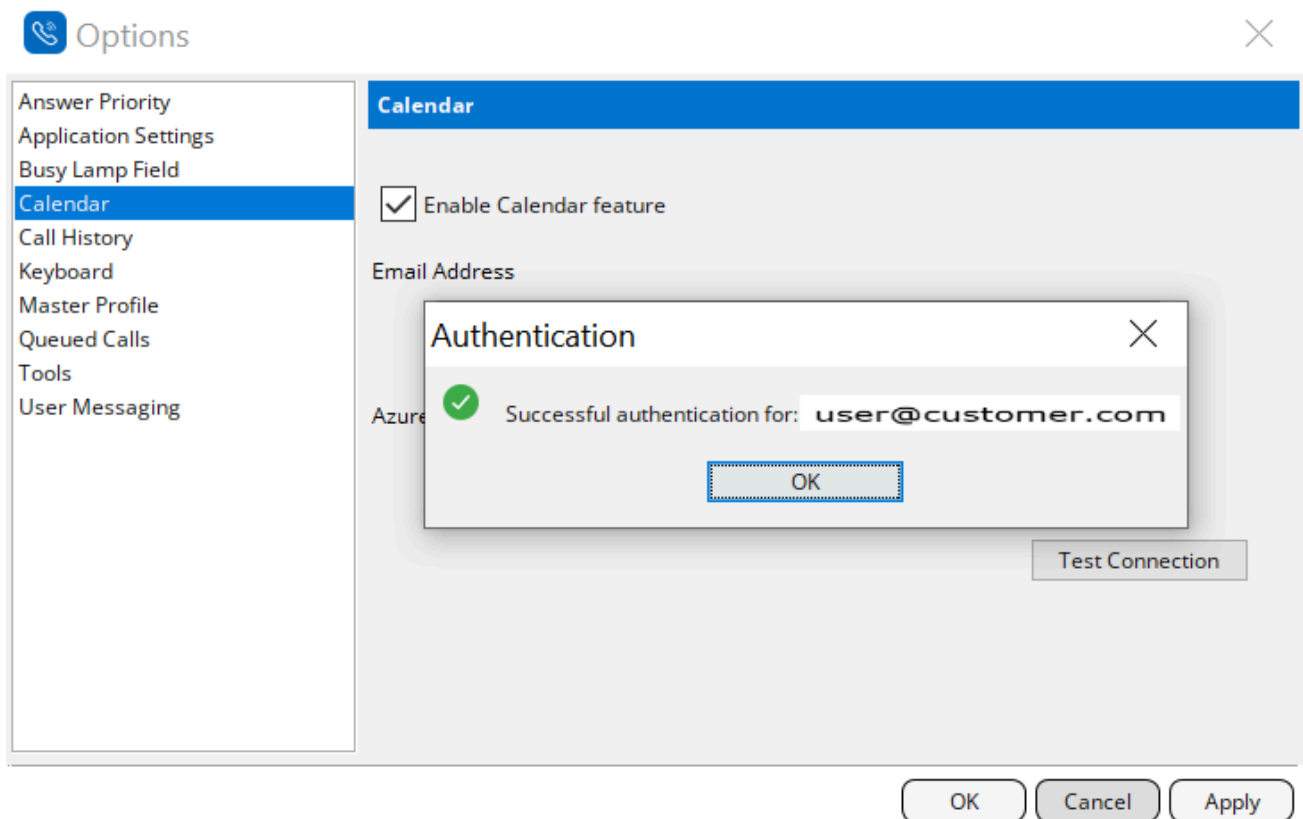 Options
Answer Priority
Application Settings
Busy Lamp Field
Calendar
Call History
Keyboard
Master Profile
Queued Calls
Tools
User Messaging
Calendar
Enable Calendar feature
Email Address
Azure
Authentication
Successful authentication for: user@customer.com
OK
Test Connection
OK
Cancel
Apply